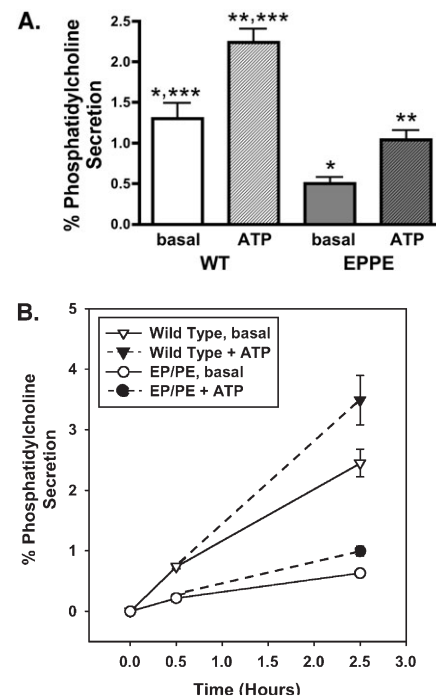 A.
% Phosphatidylcholine
Secretion
2.5
2.0
1.5
1.0
0.5
0.0
*,***
**,***
*
**
basal ATP basal ATP
WT EPPE
B.
% Phosphatidylcholine
Secretion
5
4
3
2
1
0
Wild Type, basal
Wild Type + ATP
EP/PE, basal
EP/PE + ATP
0.0 0.5 1.0 1.5 2.0 2.5 3.0
Time (Hours)